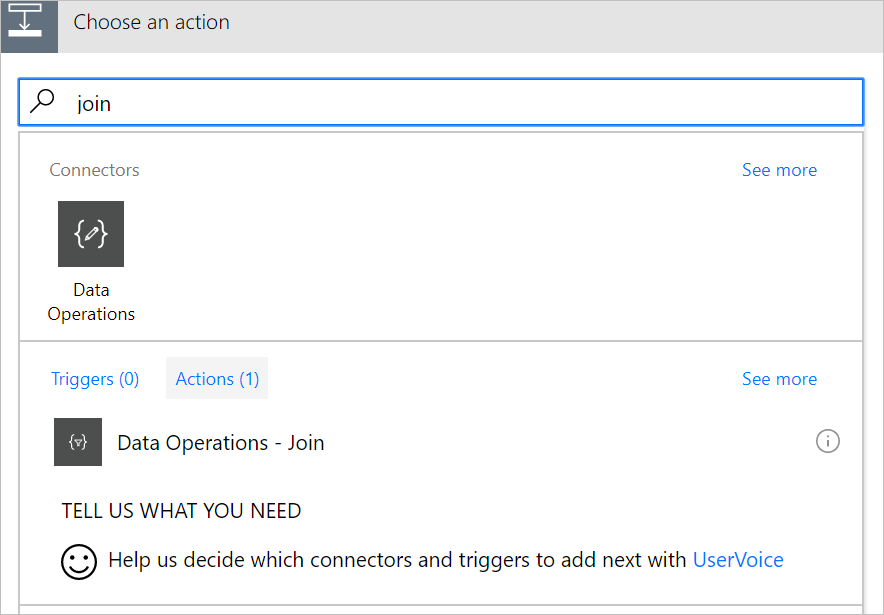 Choose an action
join
Connectors
See more
Data
Operations
Triggers (0)
Actions (1)
See more
Data Operations - Join
TELL US WHAT YOU NEED
Help us decide which connectors and triggers to add next with UserVoice